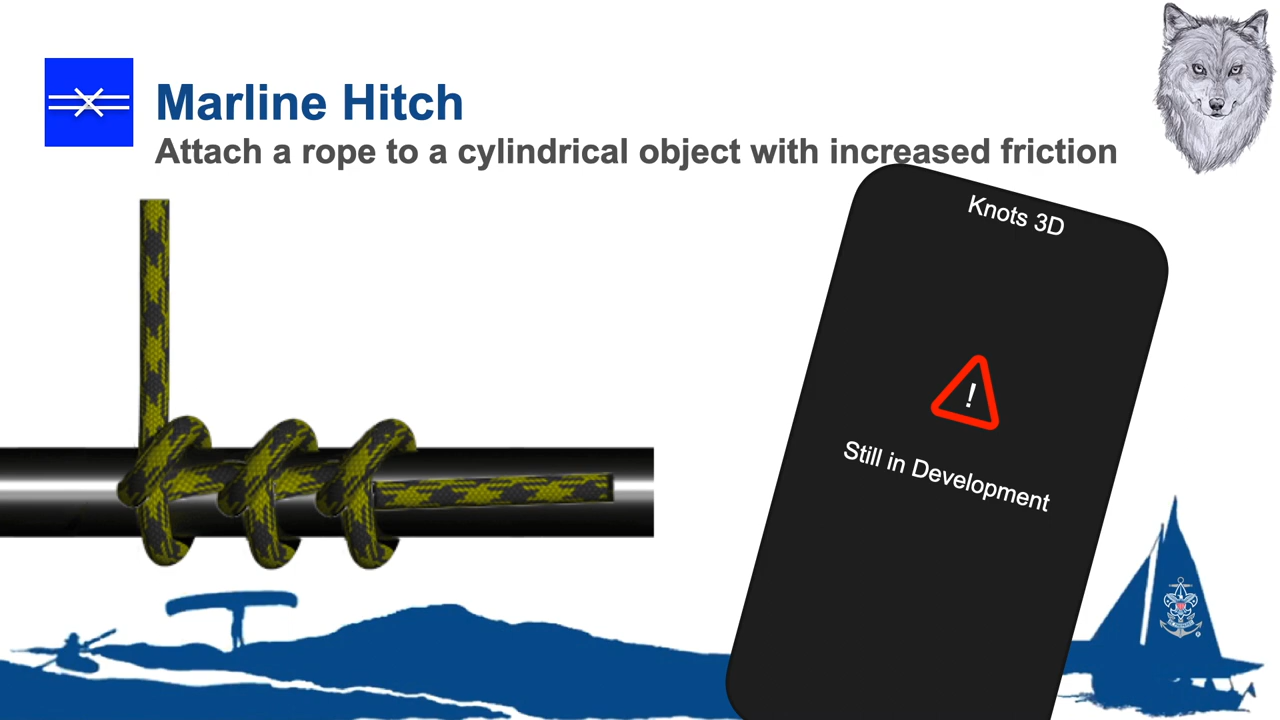 Marline Hitch
Attach a rope to a cylindrical object with increased friction
Knots 3D
!
Still in Development